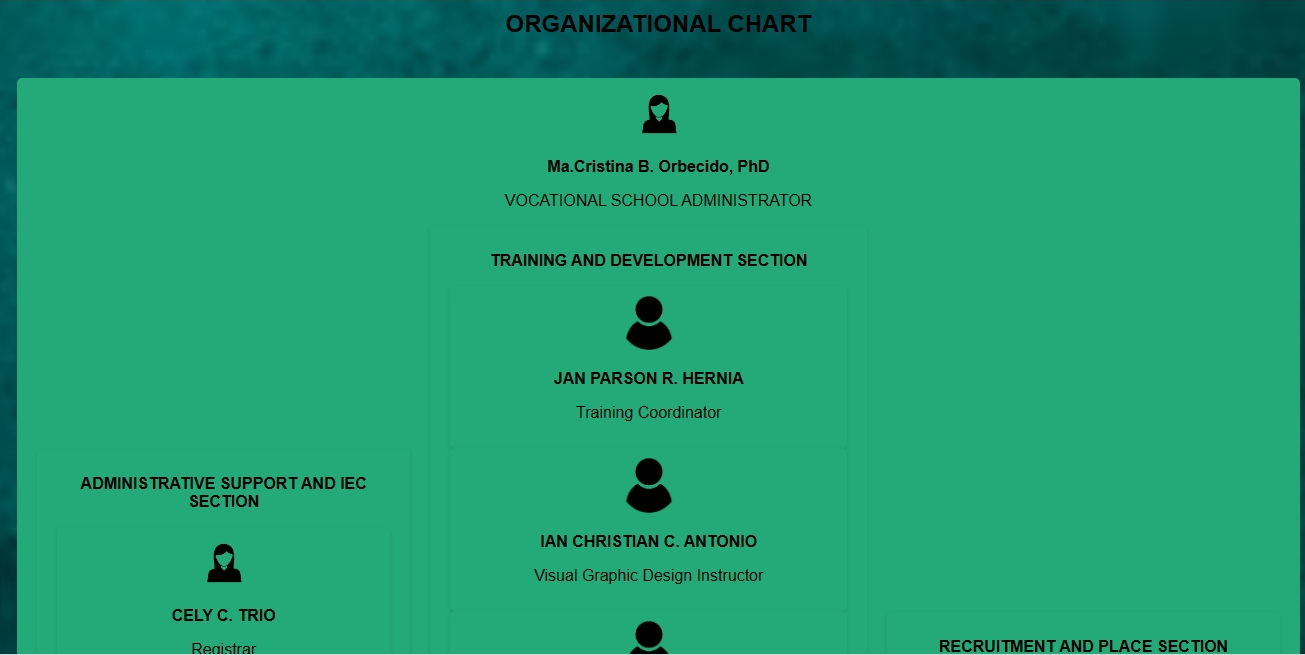 ORGANIZATIONAL CHART
Ma.Cristina B. Orbecido, PhD
VOCATIONAL SCHOOL ADMINISTRATOR
TRAINING AND DEVELOPMENT SECTION
JAN PARSON R. HERNIA
Training Coordinator
IAN CHRISTIAN C. ANTONIO
Visual Graphic Design Instructor
ADMINISTRATIVE SUPPORT AND IEC
SECTION
CELY C. TRIO
Registrar
RECRUITMENT AND PLACE SECTION